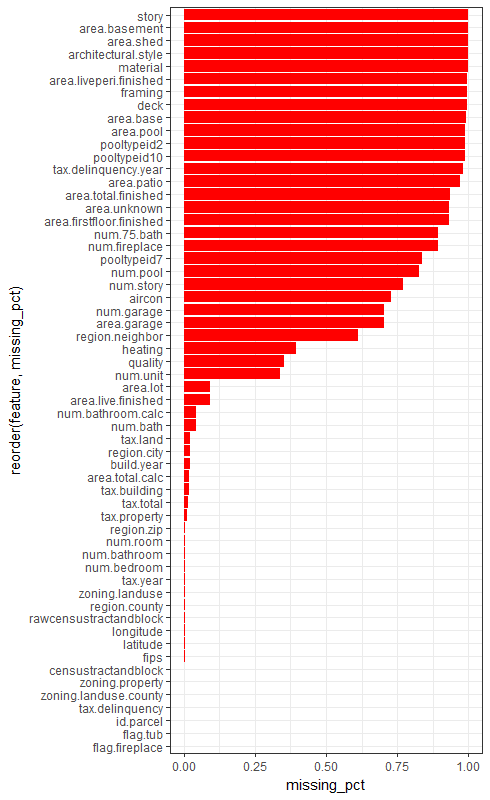 story
area.basement
area.shed
architectural.style
material
area.liveperi.finished
framing
deck
area.base
area.pool
pooltypeid2
pooltypeid10
tax.delinquency.year
area.patio
area.total.finished
area.unknown
area.firstfloor.finished
num.75.bath
num.fireplace
pooltypeid7
num.pool
num.story
aircon
num.garage
area.garage
region.neighbor
heating
quality
num.unit
area.lot
area.live.finished
num.bathroom.calc
num.bath
tax.land
region.city
build.year
area.total.calc
tax.building
tax.total
tax.property
region.zip
num.room
num.bathroom
num.bedroom
tax.year
zoning.landuse
region.county
rawcensustractandblock
longitude
latitude
fips
censustractandblock
zoning.property
zoning.landuse.county
tax.delinquency
id.parcel
flag.tub
flag.fireplace
reorder(feature, missing_pct)
0.00 0.25 0.50 0.75 1.00
missing_pct